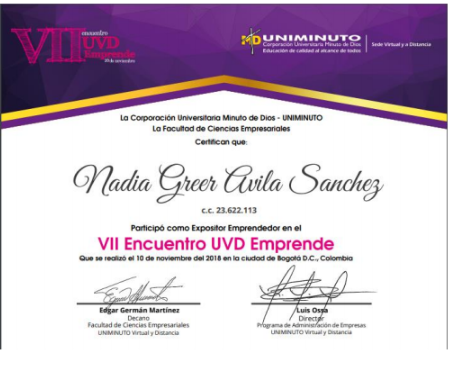 VII encuentro
UVD
Emprende
UNIMINUTO
Corporación Universitaria Minuto de Dios
Educación de calidad al alcance de todos
Sede Virtual y a Distancia
La Corporación Universitaria Minuto de Dios - UNIMINUTO
La Facultad de Ciencias Empresariales
Certifican que:
Nadia Greer Avila Sanchez
c.c. 23.622.113
Participó como Expositor Emprendedor en el
VII Encuentro UVD Emprende
Que se realizó el 10 de noviembre del 2018 en la ciudad de Bogotá D.C., Colombia
Edgar Germán Martínez
Decano
Facultad de Ciencias Empresariales
UNIMINUTO Virtual y Distancia
Luis Ossa
Director
Programa de Administración de Empresas
UNIMINUTO Virtual y Distancia